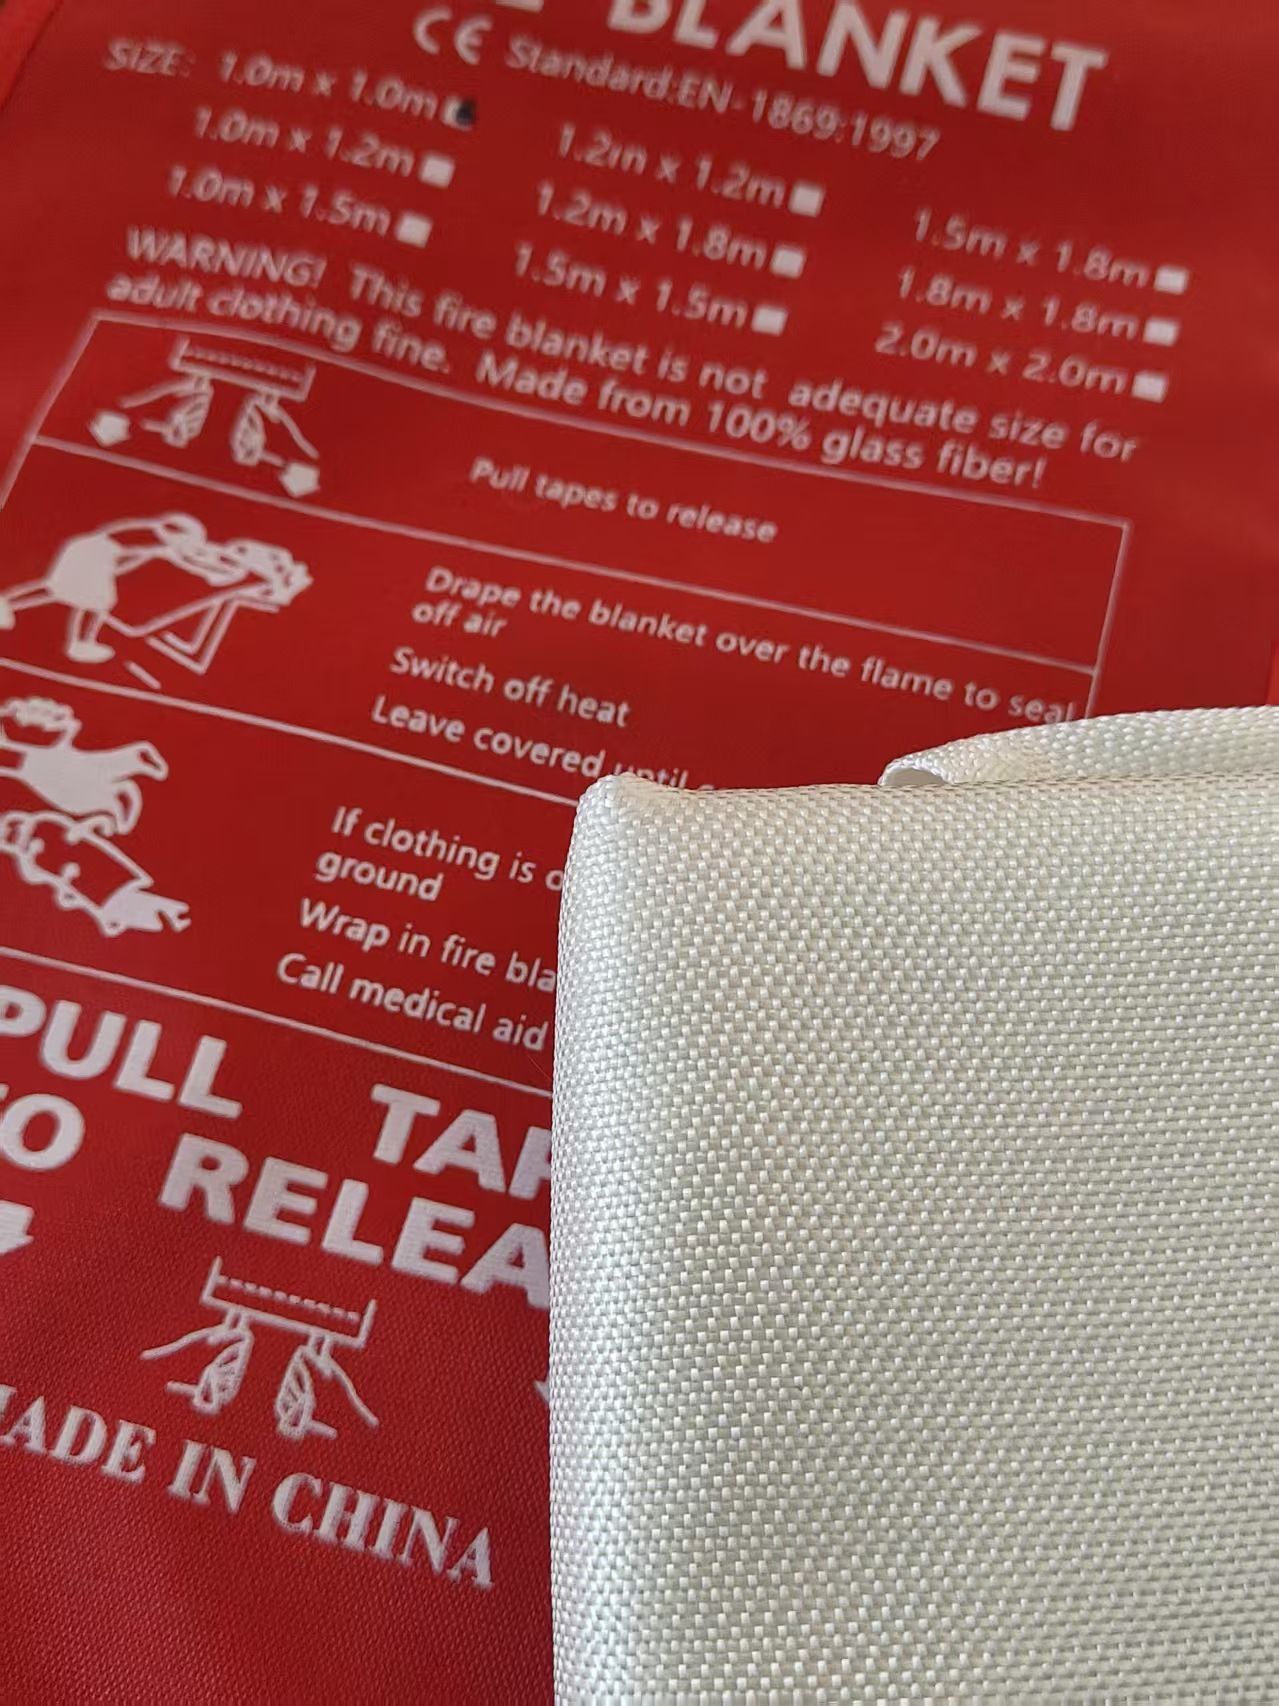 BLANKET
CE Standard:EN-1869:1997
SIZE: 1.0m x 1.0m
1.0m x 1.2m
1.0m x 1.5m
1.2m x 1.2m
1.2m x 1.8m
1.5m x 1.5m
1.5m x 1.8m
1.8m x 1.8m
2.0m x 2.0m
WARNING! This fire blanket is not adequate size for
adult clothing fine. Made from 100% glass fiber!
Pull tapes to release
Drape the blanket over the flame to seal
off air
Switch off heat
Leave covered until
If clothing is
ground
Wrap in fire
Call medical aid
PULL
RELEA
MADE IN CHINA